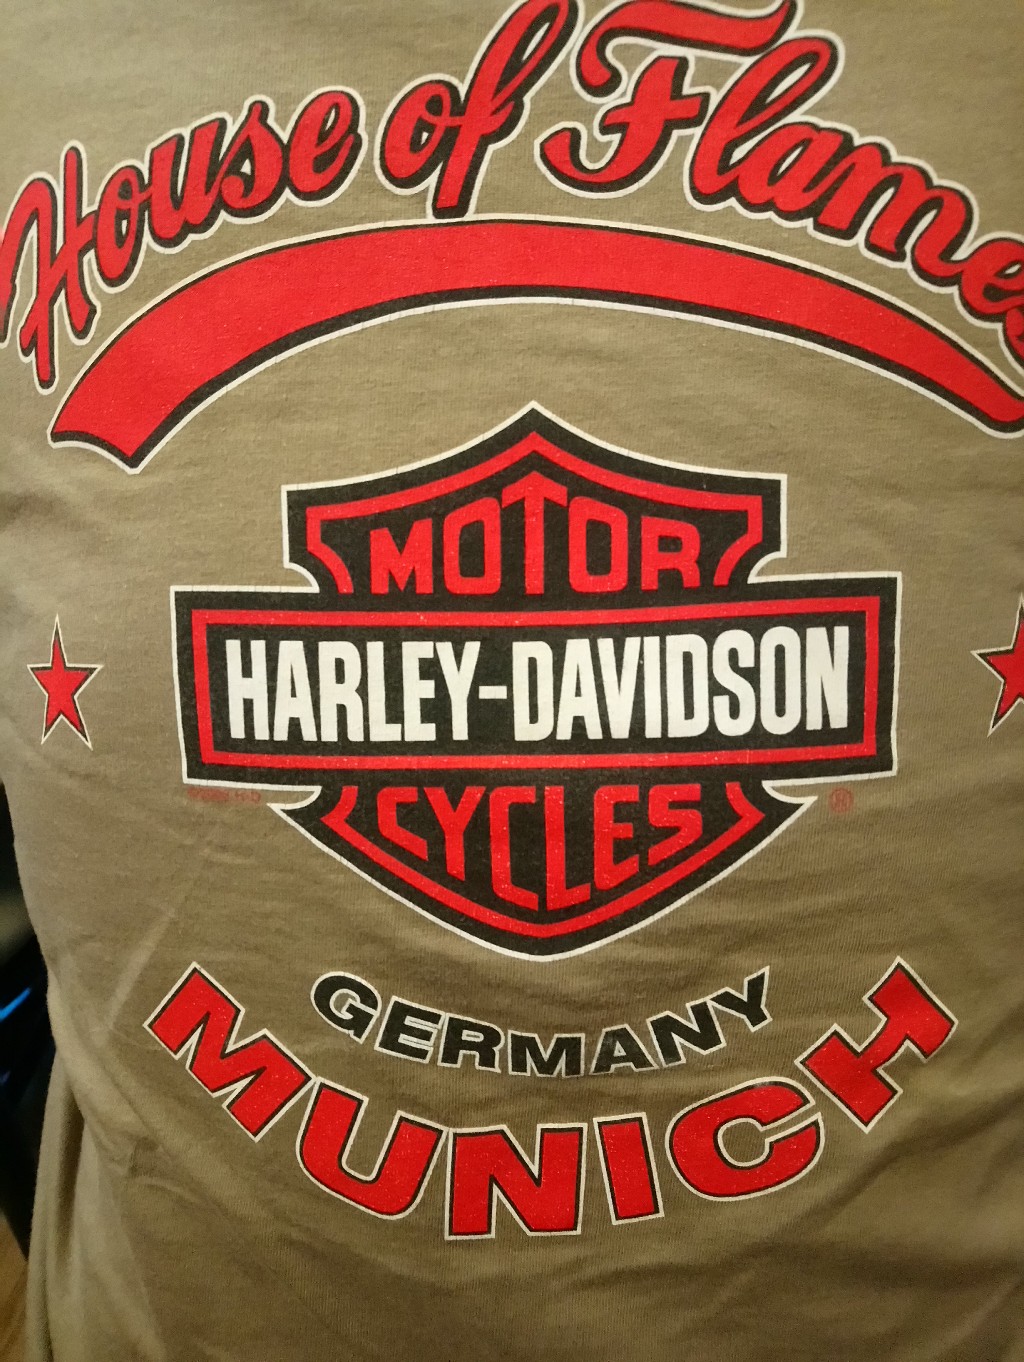 House of Flames
MOTOR
HARLEY-DAVIDSON
CYCLES
®
GERMANY
MUNICH